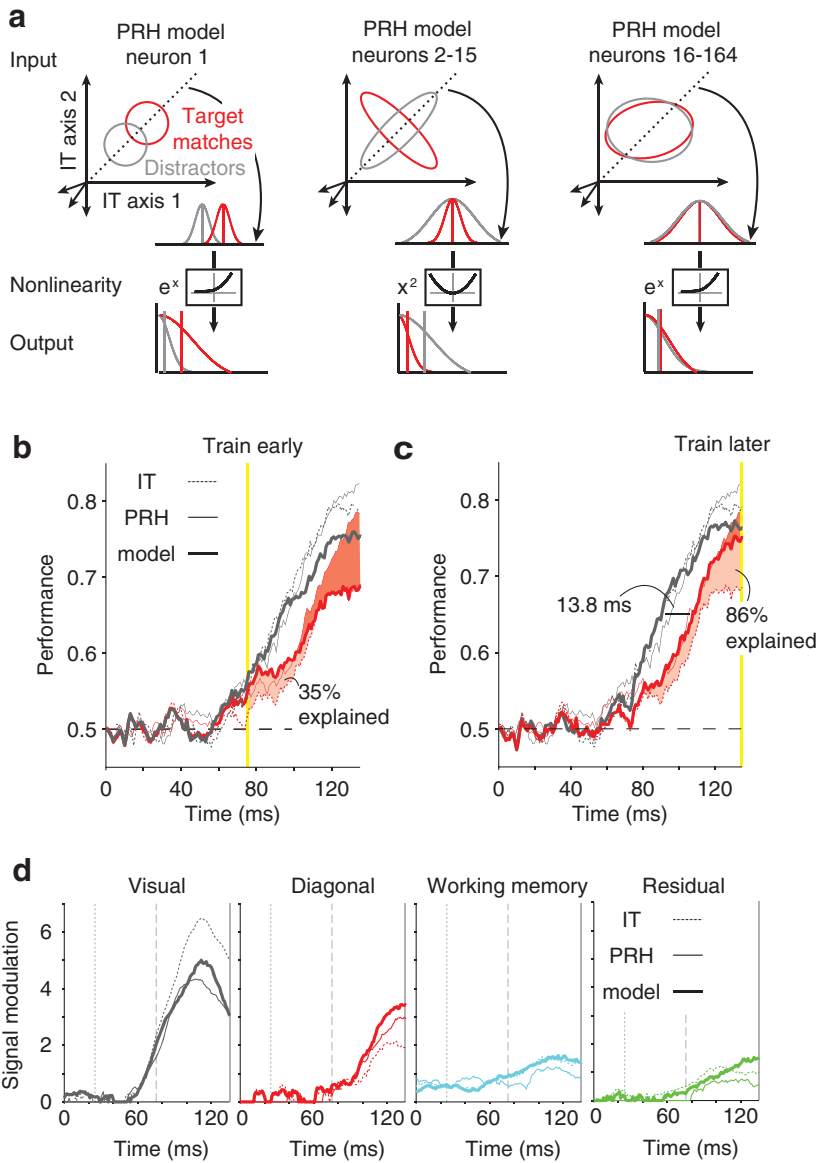 a
PRH model
neuron 1
PRH model
neurons 2-15
PRH model
neurons 16-164
Input
IT axis 2
Target
matches
Distractors
IT axis 1
Nonlinearity
e^x
x^2
e^x
Output
b
Train early
IT
PRH
model
Performance
0.8
0.7
0.6
0.5
35%
explained
0 40 80 120
Time (ms)
c
Train later
Performance
0.8
0.7
0.6
0.5
13.8 ms
86%
explained
0 40 80 120
Time (ms)
d
Visual
Diagonal
Working memory
Residual
Signal modulation
6
4
2
0
IT
PRH
model
0 60 120
0 60 120
0 60 120
0 60 120
Time (ms)
Time (ms)
Time (ms)
Time (ms)